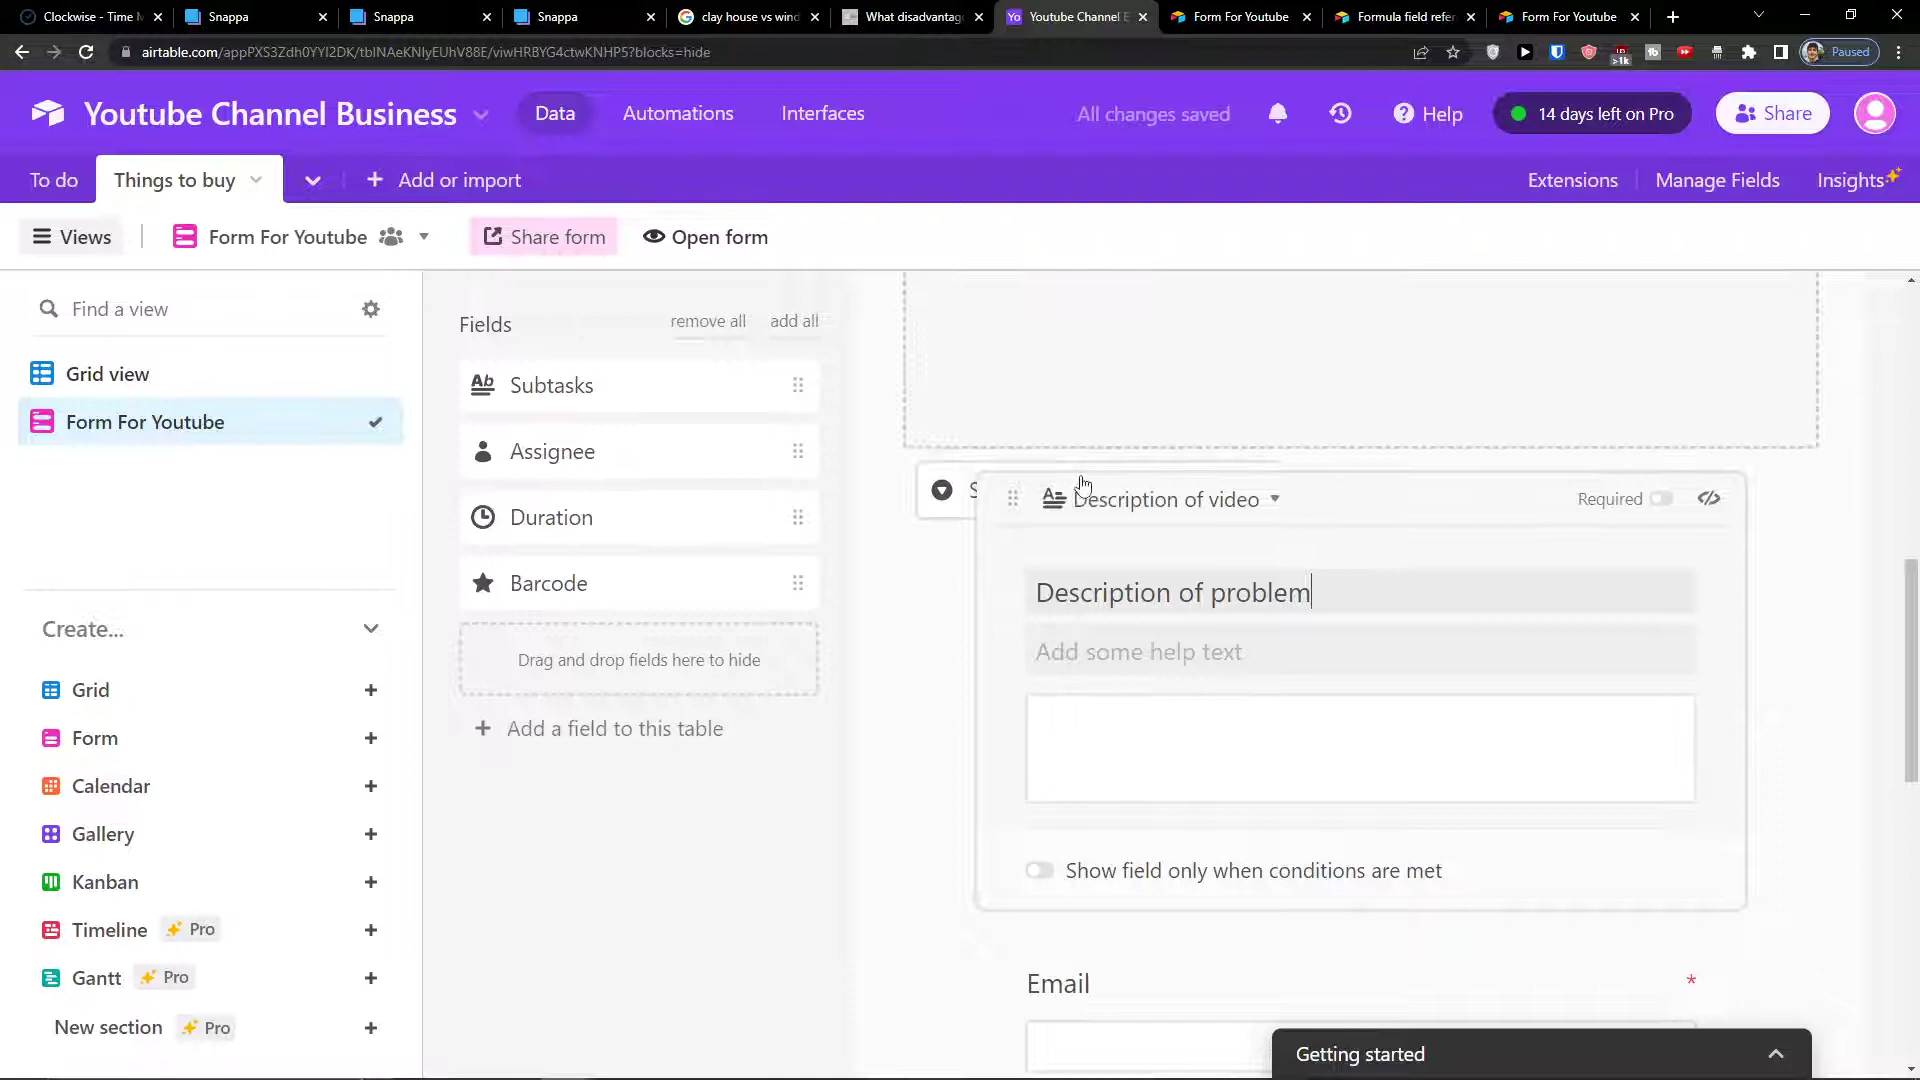 Clockwise - Time M
Snappa
Snappa
Snappa
clay house vs wind
What disadvantag
Youtube Channel B
Form For Youtube
Formula field refer
Form For Youtube
airtable.com/appPXS3Zdh0YYI2DK/tblNAeKNIyEUhV88E/viwHRBYG4ctwKNHP5?blocks=hide
>1k
Paused
Youtube Channel Business
Data
Automations
Interfaces
All changes saved
Help
14 days left on Pro
Share
To do
Things to buy
Add or import
Extensions
Manage Fields
Insights
Views
Form For Youtube
Share form
Open form
Find a view
Grid view
Form For Youtube
Create...
Grid
Form
Calendar
Gallery
Kanban
Timeline Pro
Gantt Pro
New section Pro
Fields
remove all
add all
Subtasks
Assignee
Duration
Barcode
Drag and drop fields here to hide
Add a field to this table
Description of video
Required
Description of problem
Add some help text
Show field only when conditions are met
Email *
Getting started